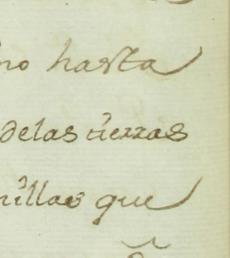 no hasta
delas tierras
nillas que